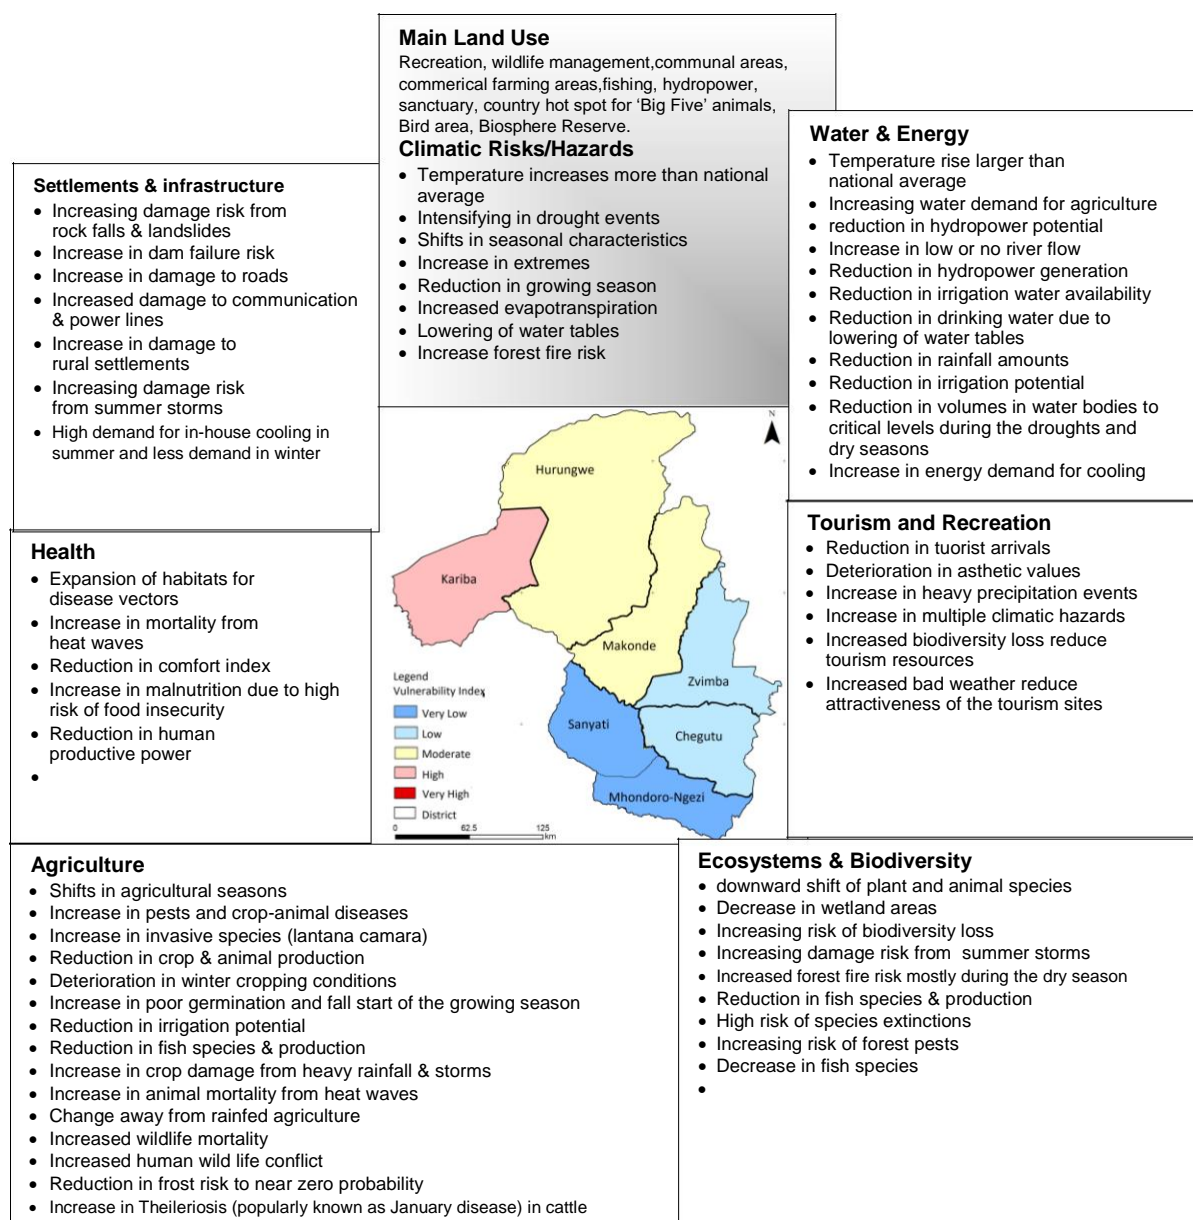 Main Land Use
Recreation, wildlife management,communal areas,
commerical farming areas,fishing, hydropower,
sanctuary, country hot spot for ‘Big Five’ animals,
Bird area, Biosphere Reserve.
Climatic Risks/Hazards
• Temperature increases more than national
average
• Intensifying in drought events
• Shifts in seasonal characteristics
• Increase in extremes
• Reduction in growing season
• Increased evapotranspiration
• Lowering of water tables
• Increase forest fire risk
Settlements & infrastructure
• Increasing damage risk from
rock falls & landslides
• Increase in dam failure risk
• Increase in damage to roads
• Increased damage to communication
& power lines
• Increase in damage to
rural settlements
• Increasing damage risk
from summer storms
• High demand for in-house cooling in
summer and less demand in winter
Water & Energy
• Temperature rise larger than
national average
• Increasing water demand for agriculture
• reduction in hydropower potential
• Increase in low or no river flow
• Reduction in hydropower generation
• Reduction in irrigation water availability
• Reduction in drinking water due to
lowering of water tables
• Reduction in rainfall amounts
• Reduction in irrigation potential
• Reduction in volumes in water bodies to
critical levels during the droughts and
dry seasons
• Increase in energy demand for cooling
Health
• Expansion of habitats for
disease vectors
• Increase in mortality from
heat waves
• Reduction in comfort index
• Increase in malnutrition due to high
risk of food insecurity
• Reduction in human
productive power
•
N
Hurungwe
Kariba
Makonde
Zvimba
Sanyati
Chegutu
Mhondoro-Ngezi
Legend
Vulnerability Index
Very Low
Low
Moderate
High
Very High
District
0 62.5 125
km
Tourism and Recreation
• Reduction in tuorist arrivals
• Deterioration in asthetic values
• Increase in heavy precipitation events
• Increase in multiple climatic hazards
• Increased biodiversity loss reduce
tourism resources
• Increased bad weather reduce
attractiveness of the tourism sites
Agriculture
• Shifts in agricultural seasons
• Increase in pests and crop-animal diseases
• Increase in invasive species (lantana camara)
• Reduction in crop & animal production
• Deterioration in winter cropping conditions
• Increase in poor germination and fall start of the growing season
• Reduction in irrigation potential
• Reduction in fish species & production
• Increase in crop damage from heavy rainfall & storms
• Increase in animal mortality from heat waves
• Change away from rainfed agriculture
• Increased wildlife mortality
• Increased human wild life conflict
• Reduction in frost risk to near zero probability
• Increase in Theileriosis (popularly known as January disease) in cattle
Ecosystems & Biodiversity
• downward shift of plant and animal species
• Decrease in wetland areas
• Increasing risk of biodiversity loss
• Increasing damage risk from summer storms
• Increased forest fire risk mostly during the dry season
• Reduction in fish species & production
• High risk of species extinctions
• Increasing risk of forest pests
• Decrease in fish species
•